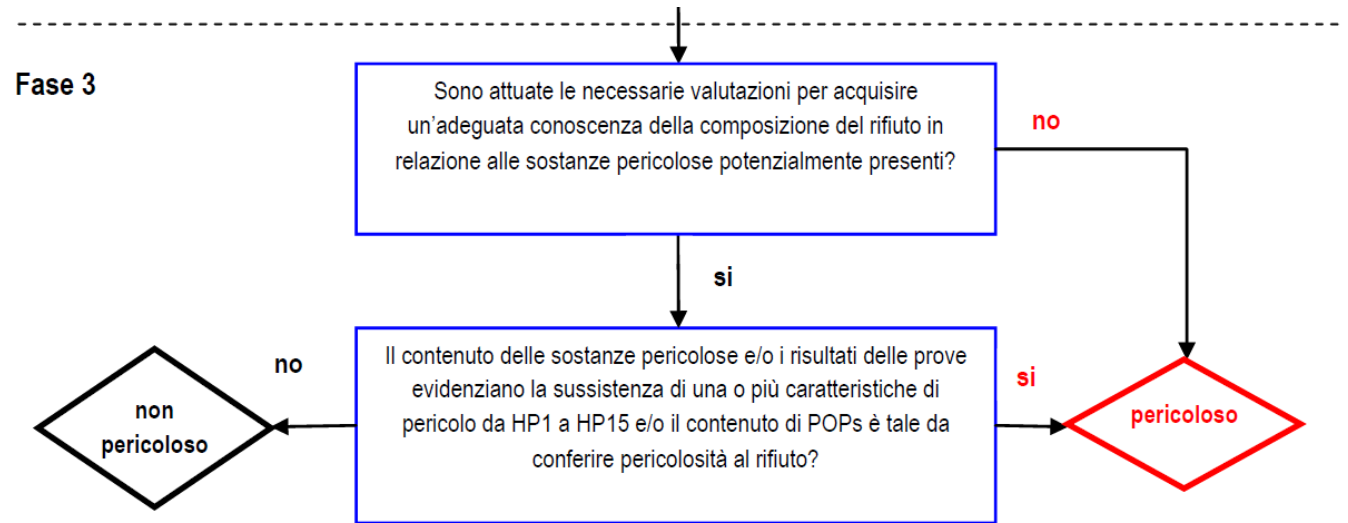 Fase 3
Sono attuate le necessarie valutazioni per acquisire
un'adeguata conoscenza della composizione del rifiuto in
relazione alle sostanze pericolose potenzialmente presenti?
no
si
Il contenuto delle sostanze pericolose e/o i risultati delle prove
evidenziano la sussistenza di una o più caratteristiche di
pericolo da HP1 a HP15 e/o il contenuto di POPs è tale da
conferire pericolosità al rifiuto?
no
si
non
pericoloso
pericoloso